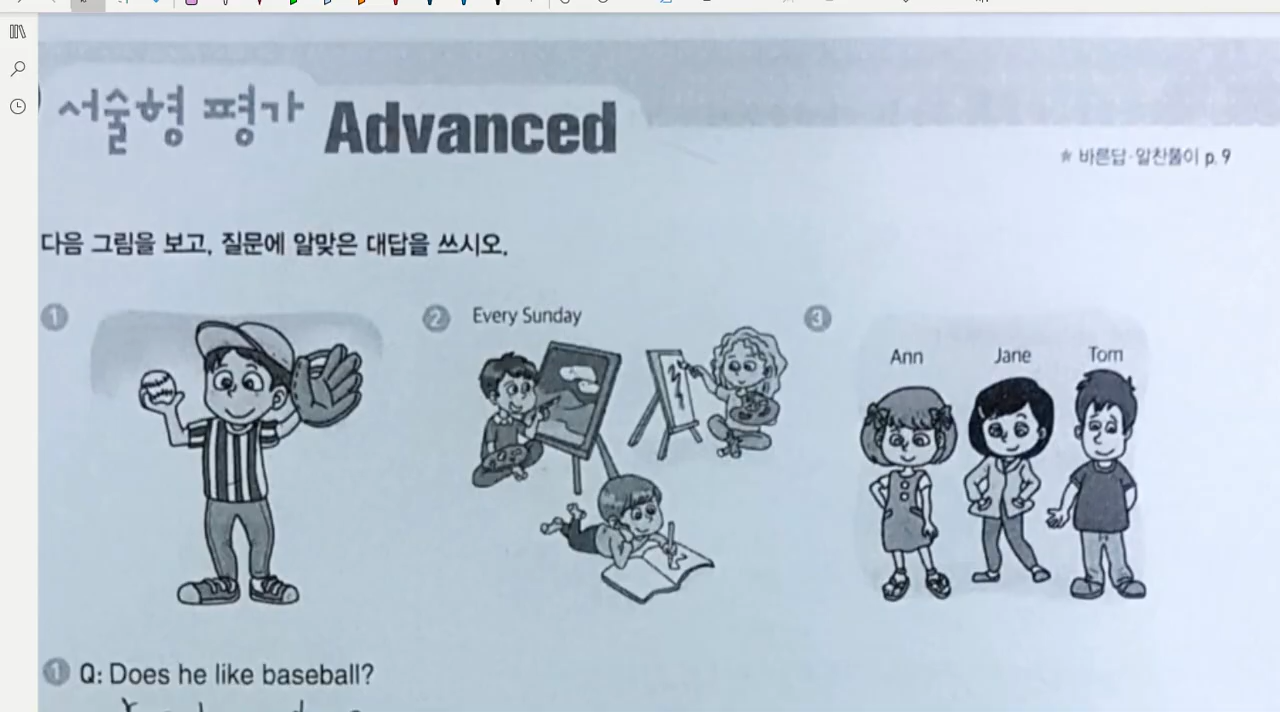 서술형 평가 Advanced
★ 바른답·알찬풀이 p. 9
다음 그림을 보고, 질문에 알맞은 대답을 쓰시오.
1
2 Every Sunday
3
Ann Jane Tom
1 Q: Does he like baseball?